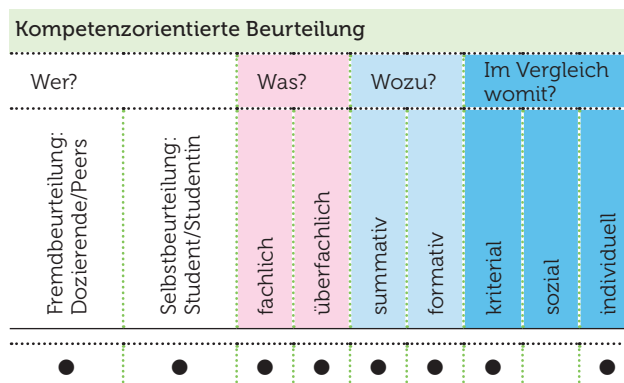 Kompetenzorientierte Beurteilung
Wer?
Was?
Wozu?
Im Vergleich
womit?
Fremdbeurteilung:
Dozierende/Peers
Selbstbeurteilung:
Student/Studentin
fachlich
überfachlich
summativ
formativ
kriterial
sozial
individuell